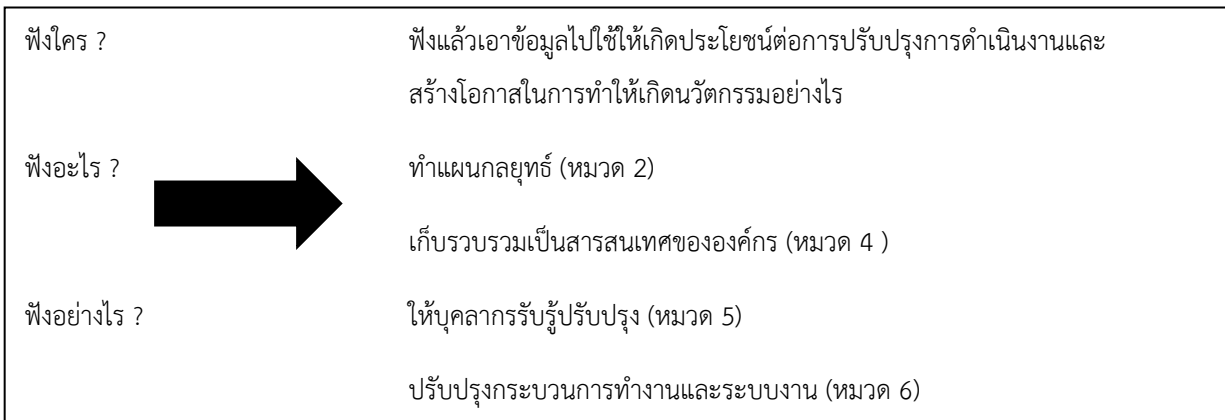 ฟังใคร ?
ฟังแล้วเอาข้อมูลไปใช้ให้เกิดประโยชน์ต่อการปรับปรุงการดำเนินงานและ
สร้างโอกาสในการทำให้เกิดนวัตกรรมอย่างไร
ฟังอะไร ?
ทำแผนกลยุทธ์ (หมวด 2)
เก็บรวบรวมเป็นสารสนเทศขององค์กร (หมวด 4 )
ฟังอย่างไร ?
ให้บุคลากรรับรู้ปรับปรุง (หมวด 5)
ปรับปรุงกระบวนการทำงานและระบบงาน (หมวด 6)